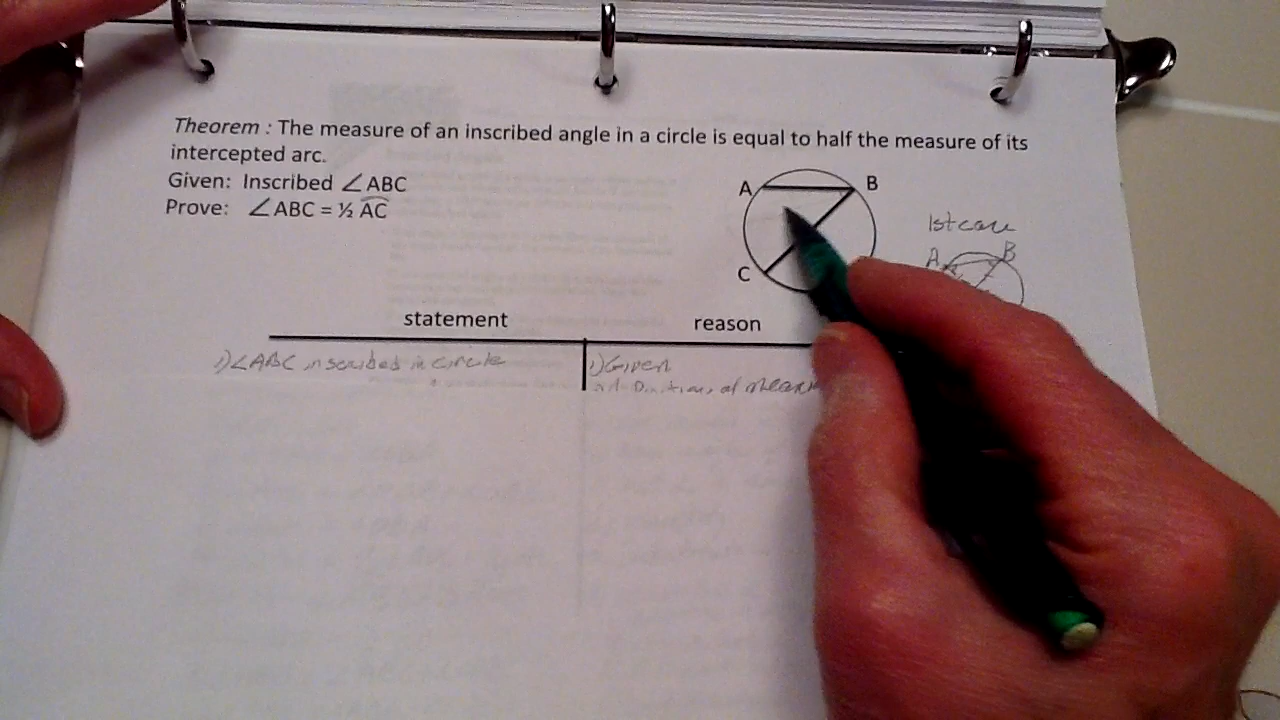 Theorem : The measure of an inscribed angle in a circle is equal to half the measure of its
intercepted arc.
Given: Inscribed ∠ABC
Prove: ∠ABC = ½ AC
A
B
C
1st case
A
B
statement
reason
1) ∠ABC inscribed in circle
1) Given